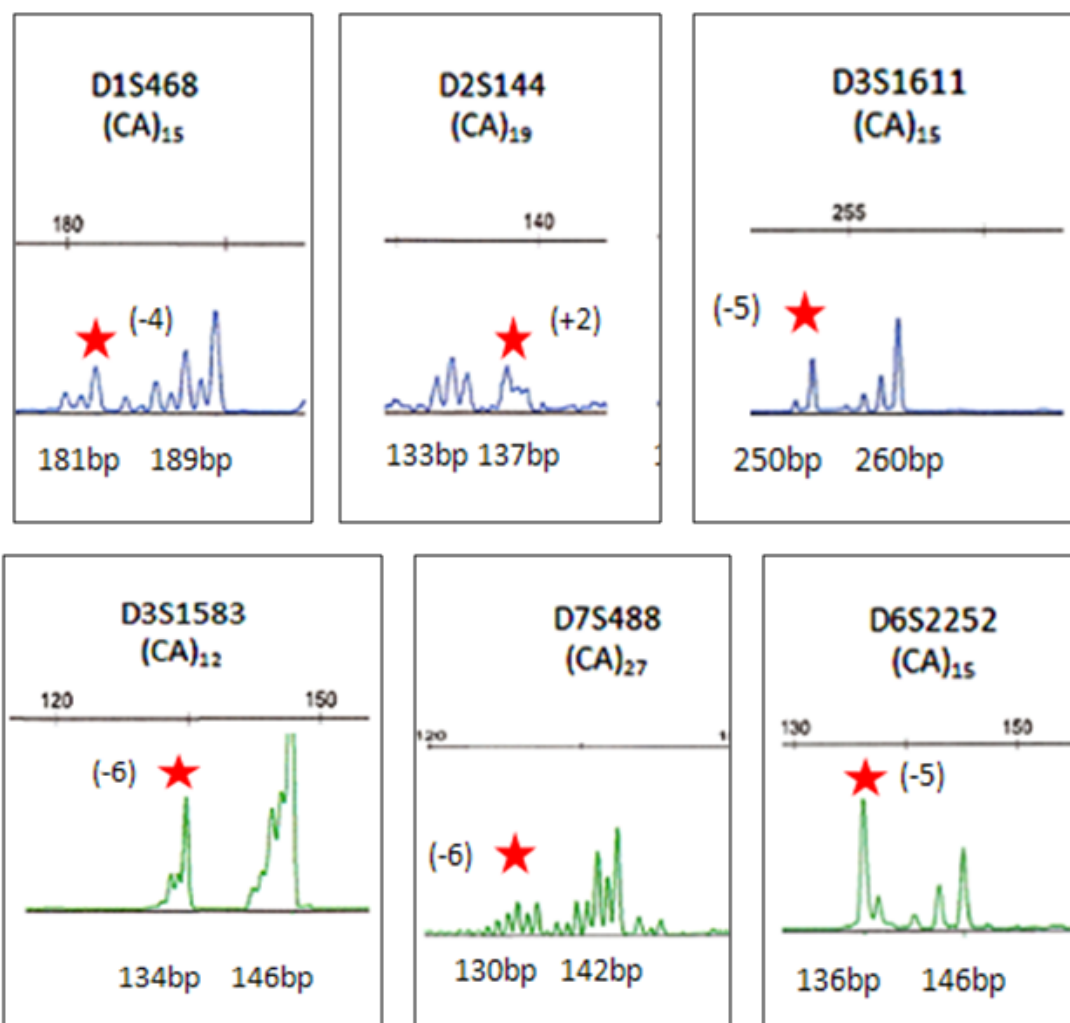 D1S468
(CA)₁₅
180
(-4)
181bp 189bp
D2S144
(CA)₁₉
140
(+2)
133bp 137bp
D3S1611
(CA)₁₅
255
(-5)
250bp 260bp
D3S1583
(CA)₁₂
120 150
(-6)
134bp 146bp
D7S488
(CA)₂₇
120
(-6)
130bp 142bp
D6S2252
(CA)₁₅
130 150
(-5)
136bp 146bp